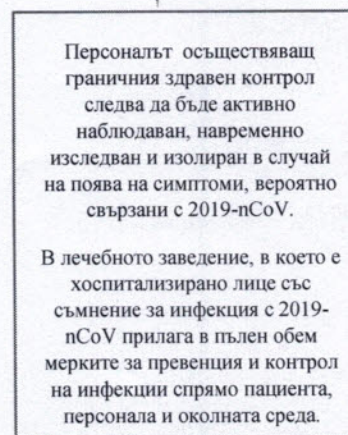 Персоналът осъществяващ
граничния здравен контрол
следва да бъде активно
наблюдаван, навременно
изследван и изолиран в случай
на поява на симптоми, вероятно
свързани с 2019-nCoV.
В лечебното заведение, в което е
хоспитализирано лице със
съмнение за инфекция с 2019-
nCoV прилага в пълен обем
мерките за превенция и контрол
на инфекции спрямо пациента,
персонала и околната среда.